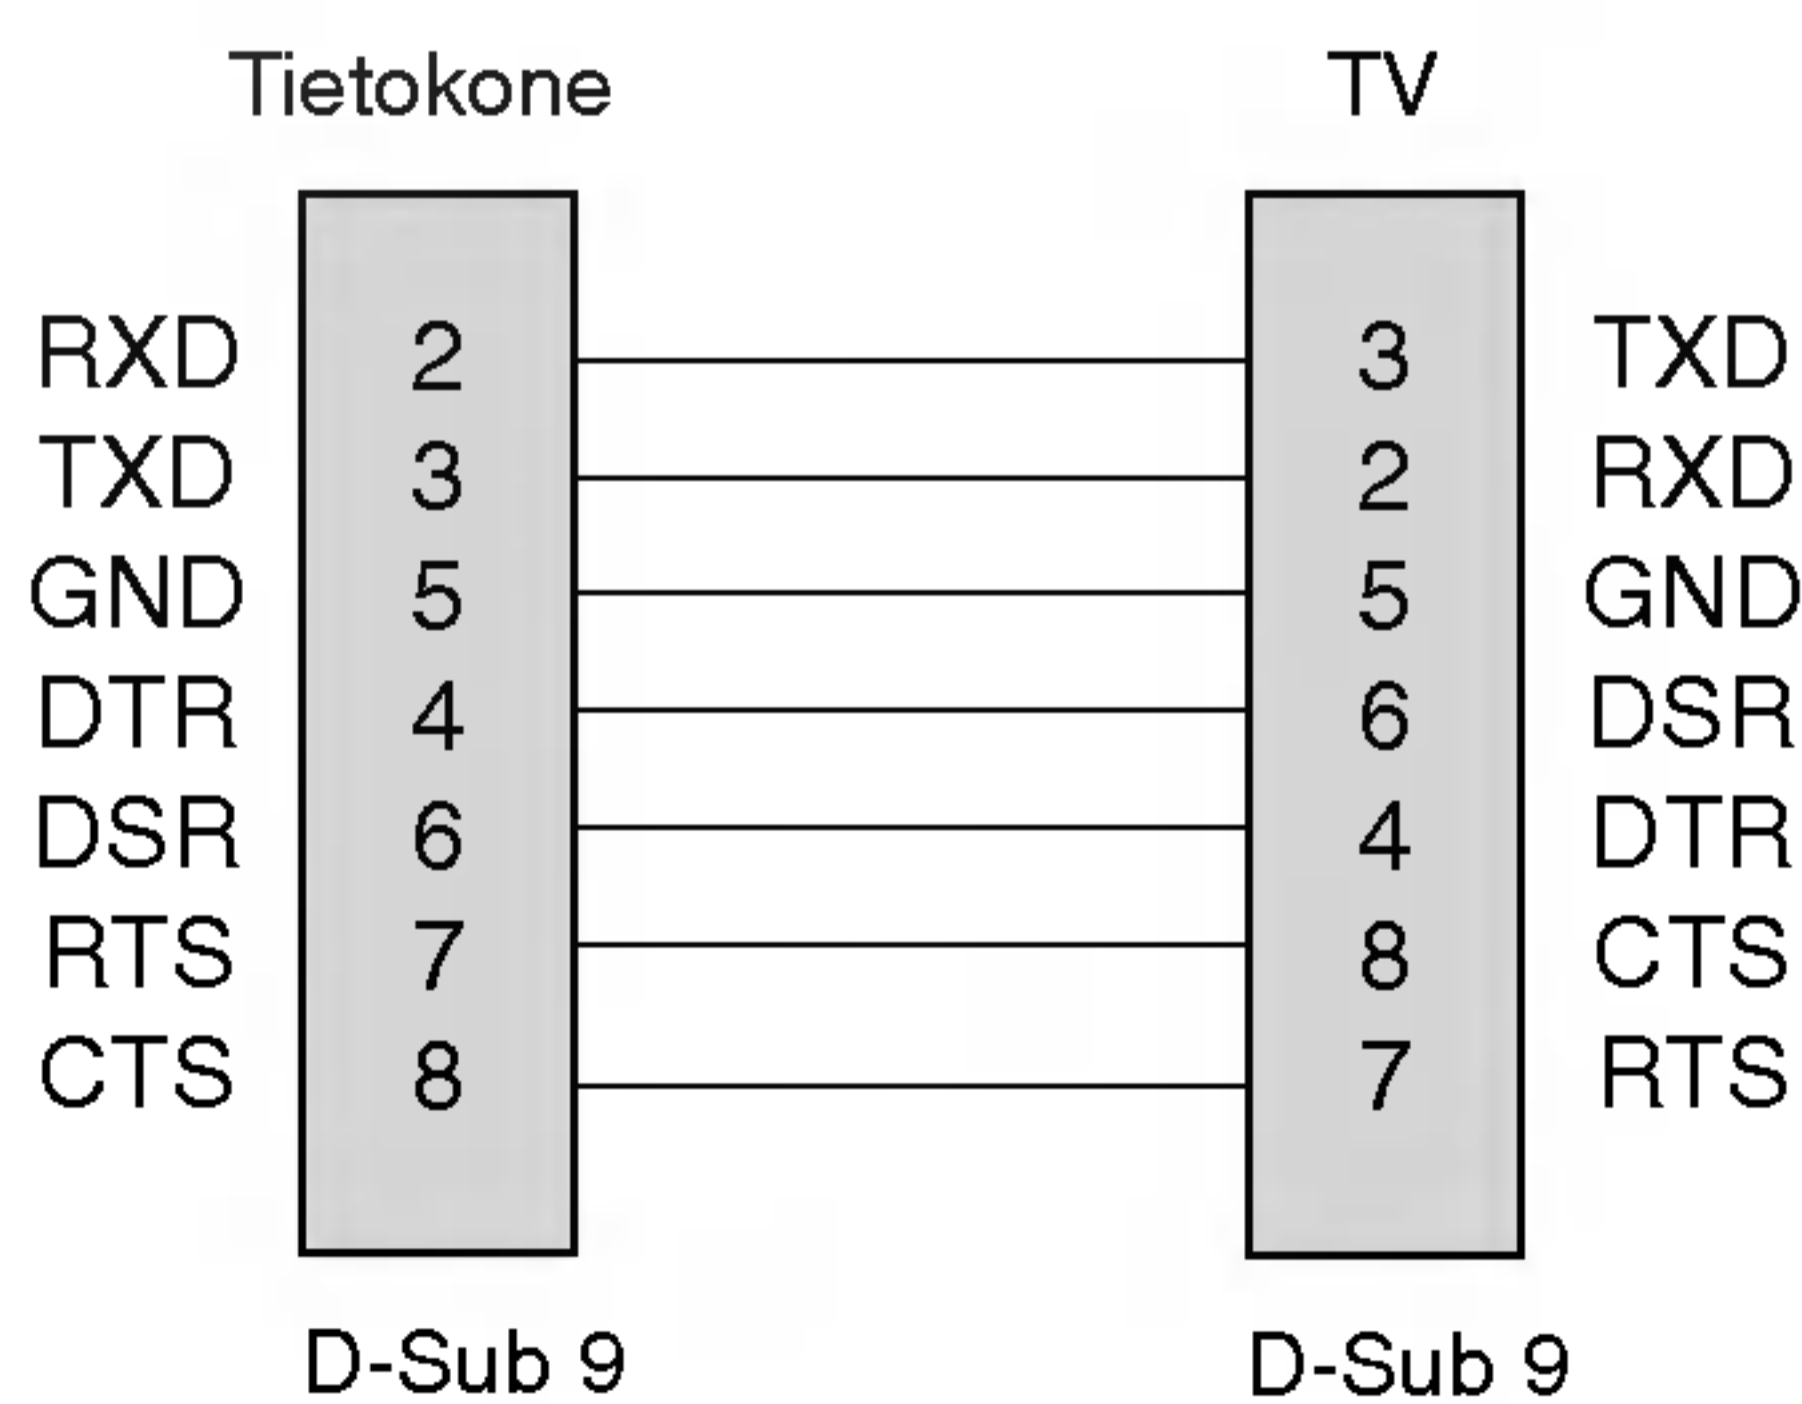 Tietokone TV
RXD 2 3 TXD
TXD 3 2 RXD
GND 5 5 GND
DTR 4 6 DSR
DSR 6 4 DTR
RTS 7 8 CTS
CTS 8 7 RTS
D-Sub 9 D-Sub 9